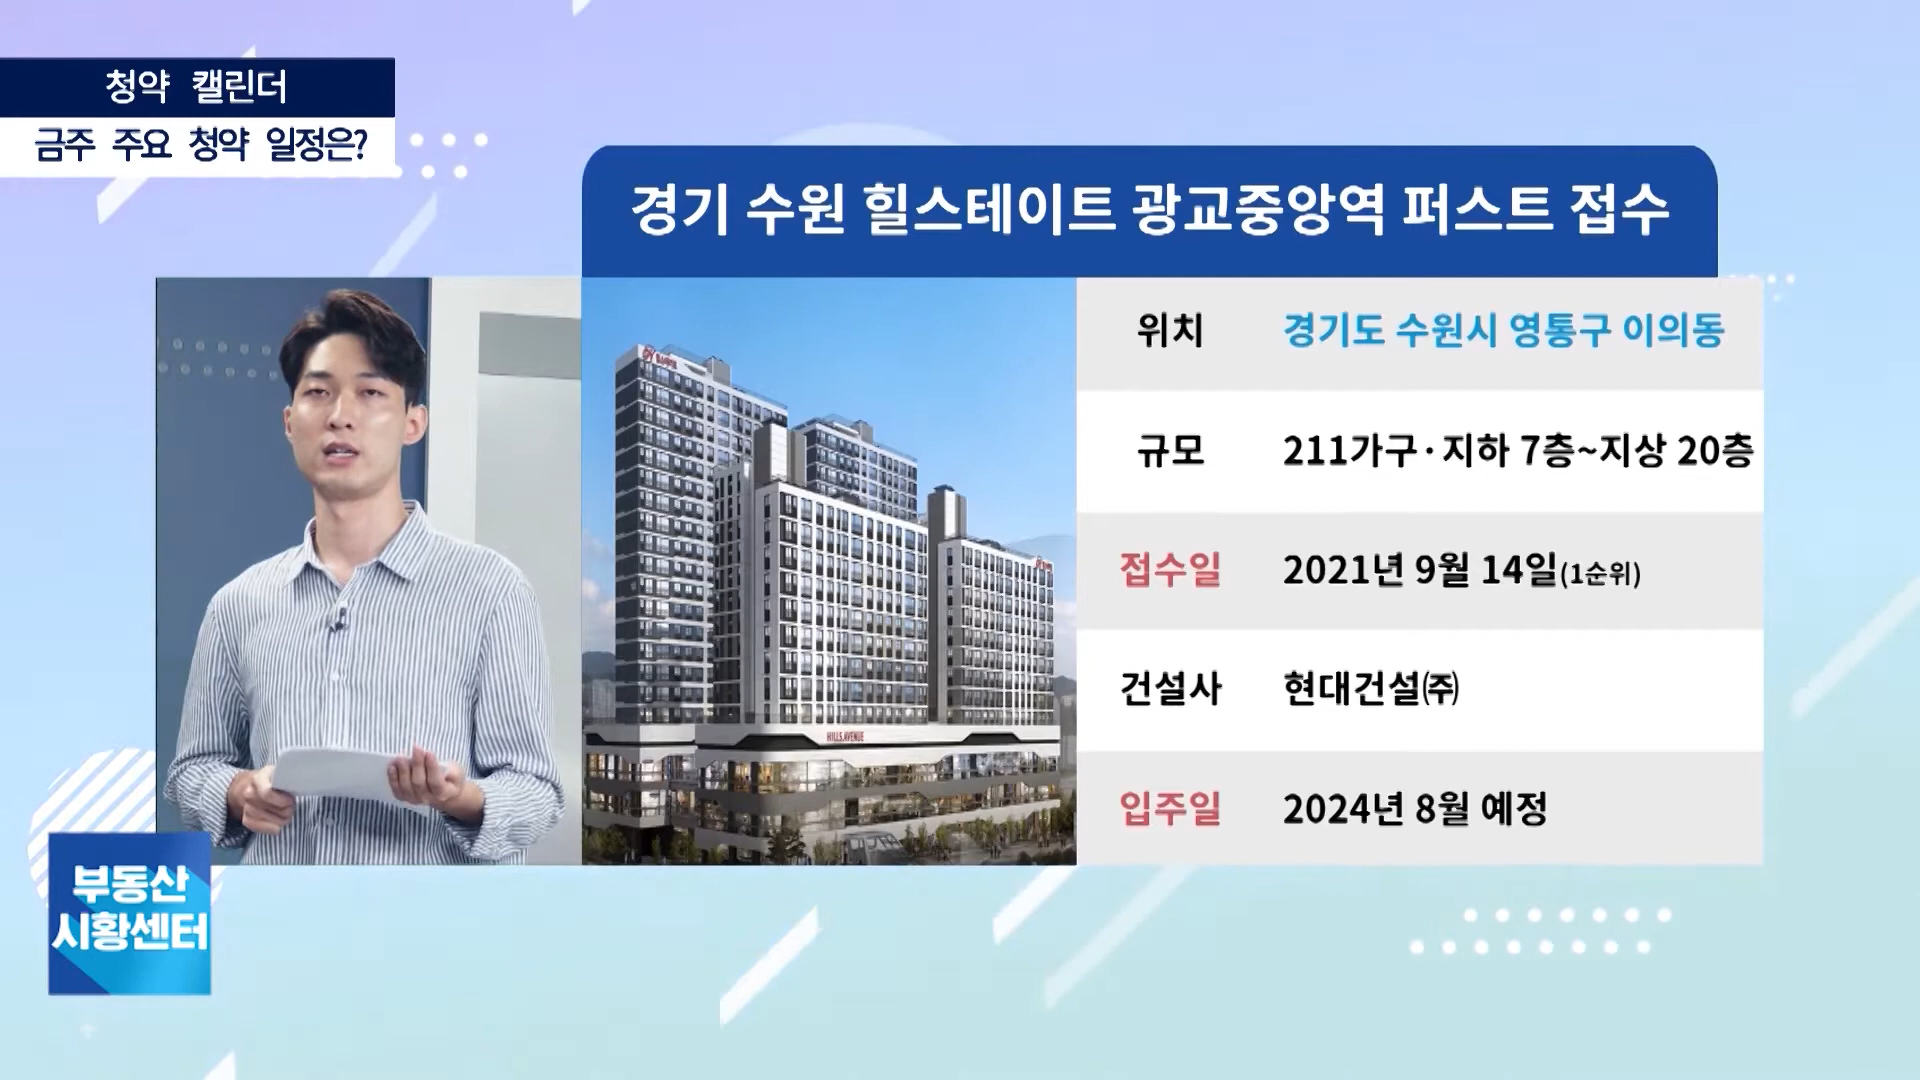 청약 캘린더
금주 주요 청약 일정은?
경기 수원 힐스테이트 광교중앙역 퍼스트 접수
위치 경기도 수원시 영통구 이의동
규모 211가구·지하 7층~지상 20층
접수일 2021년 9월 14일(1순위)
건설사 현대건설㈜
입주일 2024년 8월 예정
HILLS AVENUE
부동산
시황센터